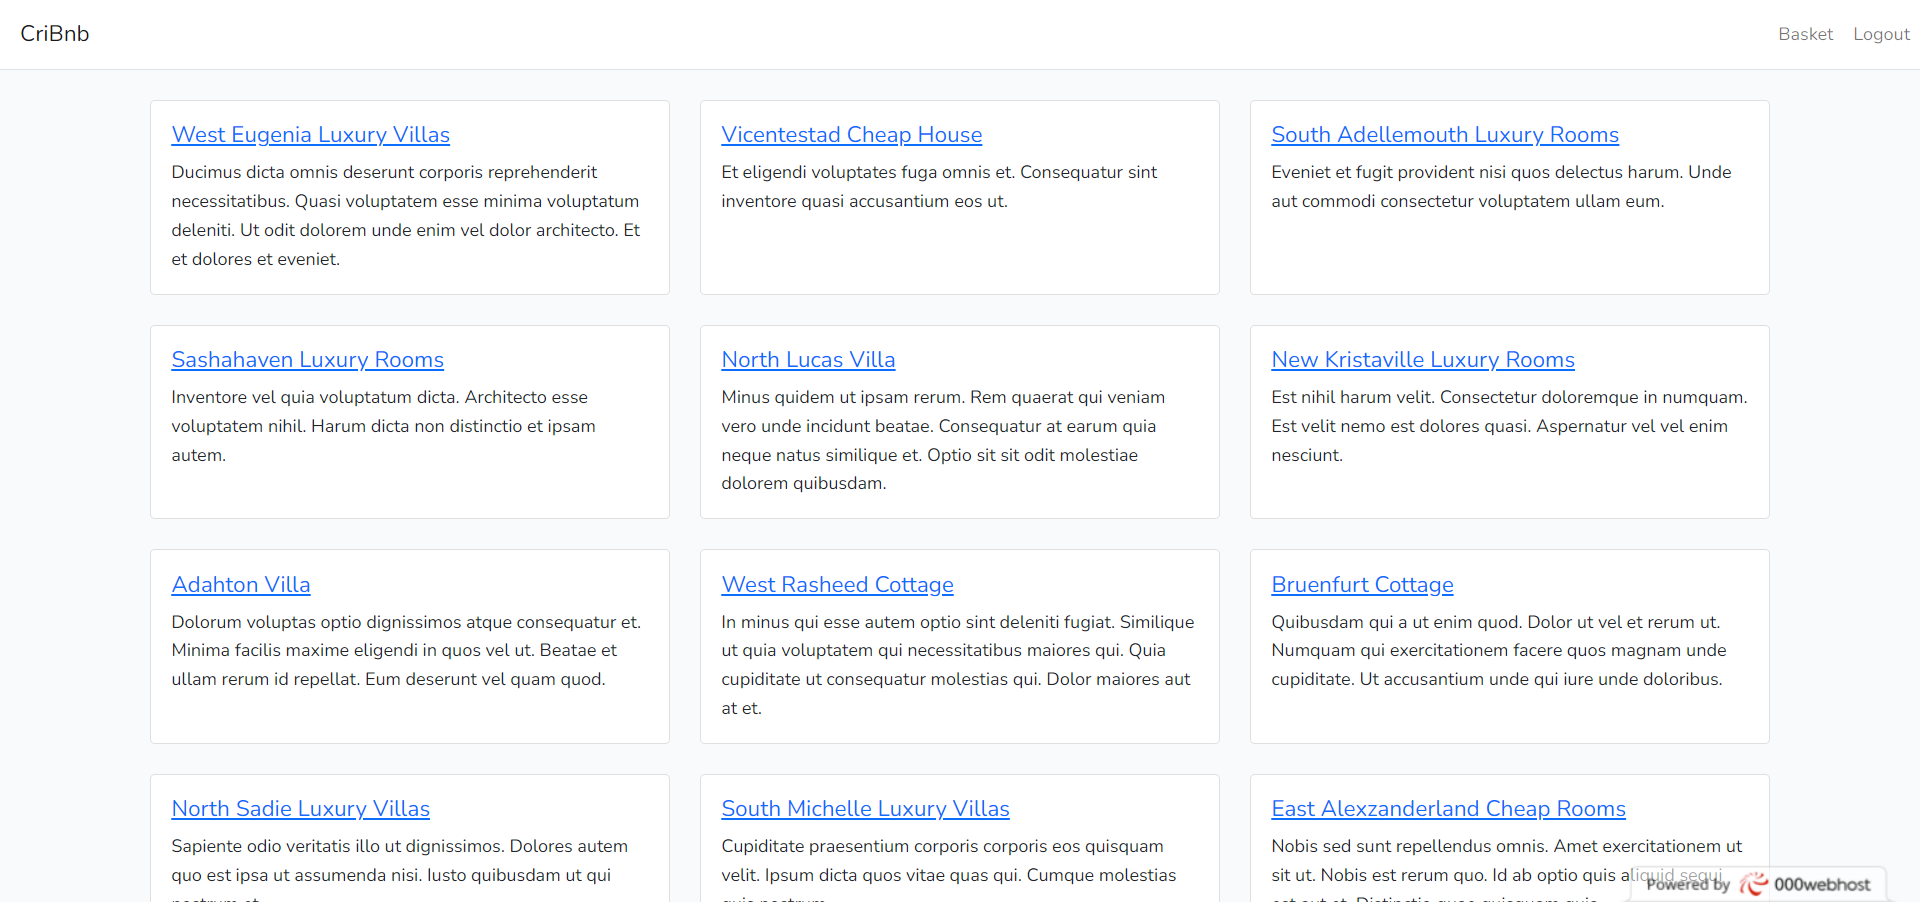 CriBnb
Basket
Logout
West Eugenia Luxury Villas
Ducimus dicta omnis deserunt corporis reprehenderit
necessitatibus. Quasi voluptatem esse minima voluptatum
deleniti. Ut odit dolorem unde enim vel dolor architecto. Et
et dolores et eveniet.
Vicentestad Cheap House
Et eligendi voluptates fuga omnis et. Consequatur sint
inventore quasi accusantium eos ut.
South Adellemouth Luxury Rooms
Eveniet et fugit provident nisi quos delectus harum. Unde
aut commodi consectetur voluptatem ullam eum.
Sashahaven Luxury Rooms
Inventore vel quia voluptatum dicta. Architecto esse
voluptatem nihil. Harum dicta non distinctio et ipsam
autem.
North Lucas Villa
Minus quidem ut ipsam rerum. Rem quaerat qui veniam
vero unde incidunt beatae. Consequatur at earum quia
neque natus similique et. Optio sit sit odit molestiae
dolorem quibusdam.
New Kristaville Luxury Rooms
Est nihil harum velit. Consectetur doloremque in numquam.
Est velit nemo est dolores quasi. Aspernatur vel vel enim
nesciunt.
Adahton Villa
Dolorum voluptas optio dignissimos atque consequatur et.
Minima facilis maxime eligendi in quos vel ut. Beatae et
ullam rerum id repellat. Eum deserunt vel quam quod.
West Rasheed Cottage
In minus qui esse autem optio sint deleniti fugiat. Similique
ut quia voluptatem qui necessitatibus maiores qui. Quia
cupiditate ut consequatur molestias qui. Dolor maiores aut
at et.
Bruenfurt Cottage
Quibusdam qui a ut enim quod. Dolor ut vel et rerum ut.
Numquam qui exercitationem facere quos magnam unde
cupiditate. Ut accusantium unde qui iure unde doloribus.
North Sadie Luxury Villas
Sapiente odio veritatis illo ut dignissimos. Dolores autem
quo est ipsa ut assumenda nisi. Iusto quibusdam ut qui
South Michelle Luxury Villas
Cupiditate praesentium corporis corporis eos quisquam
velit. Ipsum dicta quos vitae quas qui. Cumque molestias
East Alexzanderland Cheap Rooms
Nobis sed sunt repellendus omnis. Amet exercitationem ut
sit ut. Nobis est rerum quo. Id ab optio quis aliquid sequi
Powered by 000webhost